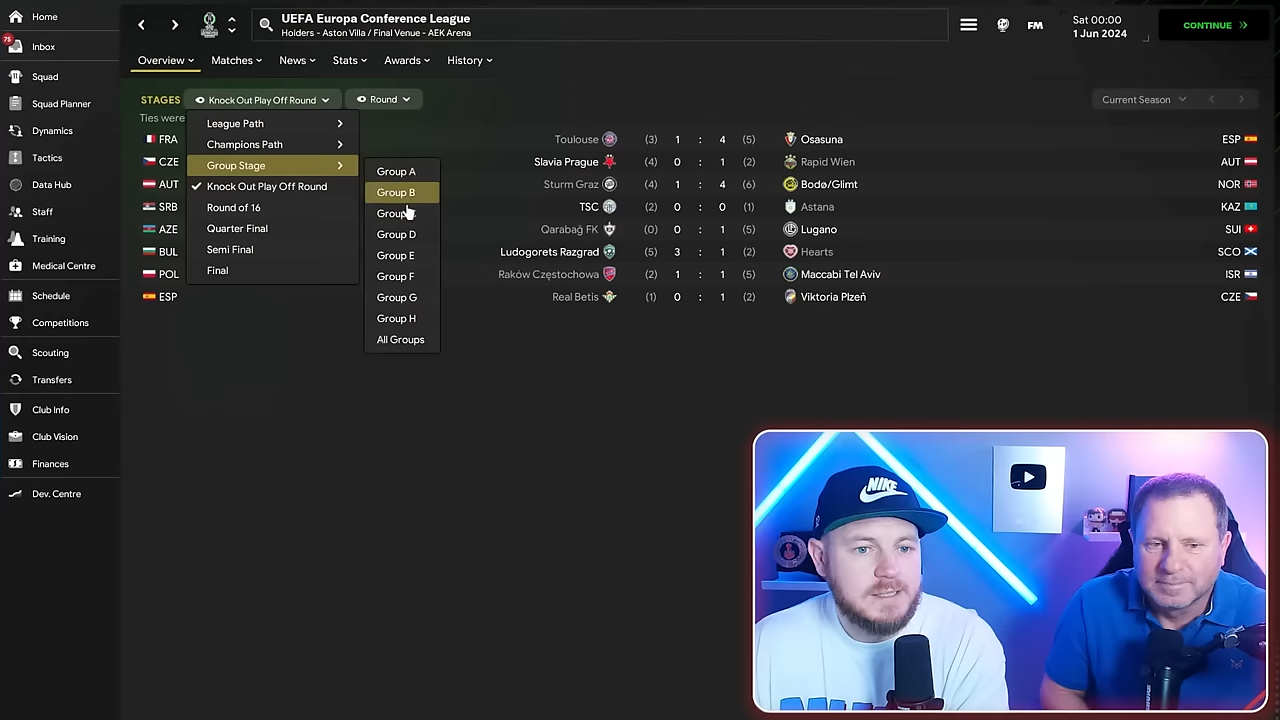 Home
75
Inbox
Squad
Squad Planner
Dynamics
Tactics
Data Hub
Staff
Training
Medical Centre
Schedule
Competitions
Scouting
Transfers
Club Info
Club Vision
Finances
Dev. Centre
UEFA Europa Conference League
Holders - Aston Villa / Final Venue - AEK Arena
FM
Sat 00:00
1 Jun 2024
CONTINUE
Overview Matches News Stats Awards History
STAGES Knock Out Play Off Round Round Current Season
Ties were
FRA Toulouse (3) 1 : 4 (5) Osasuna ESP
CZE Slavia Prague (4) 0 : 1 (2) Rapid Wien AUT
AUT Sturm Graz (4) 1 : 4 (6) Bodø/Glimt NOR
SRB TSC (2) 0 : 0 (1) Astana KAZ
AZE Qarabağ FK (0) 0 : 1 (5) Lugano SUI
BUL Ludogorets Razgrad (5) 3 : 1 (2) Hearts SCO
POL Raków Częstochowa (2) 1 : 1 (5) Maccabi Tel Aviv ISR
ESP Real Betis (1) 0 : 1 (2) Viktoria Plzeň CZE
League Path
Champions Path
Group Stage
Knock Out Play Off Round
Round of 16
Quarter Final
Semi Final
Final
Group A
Group B
Group
Group D
Group E
Group F
Group G
Group H
All Groups
NIKE